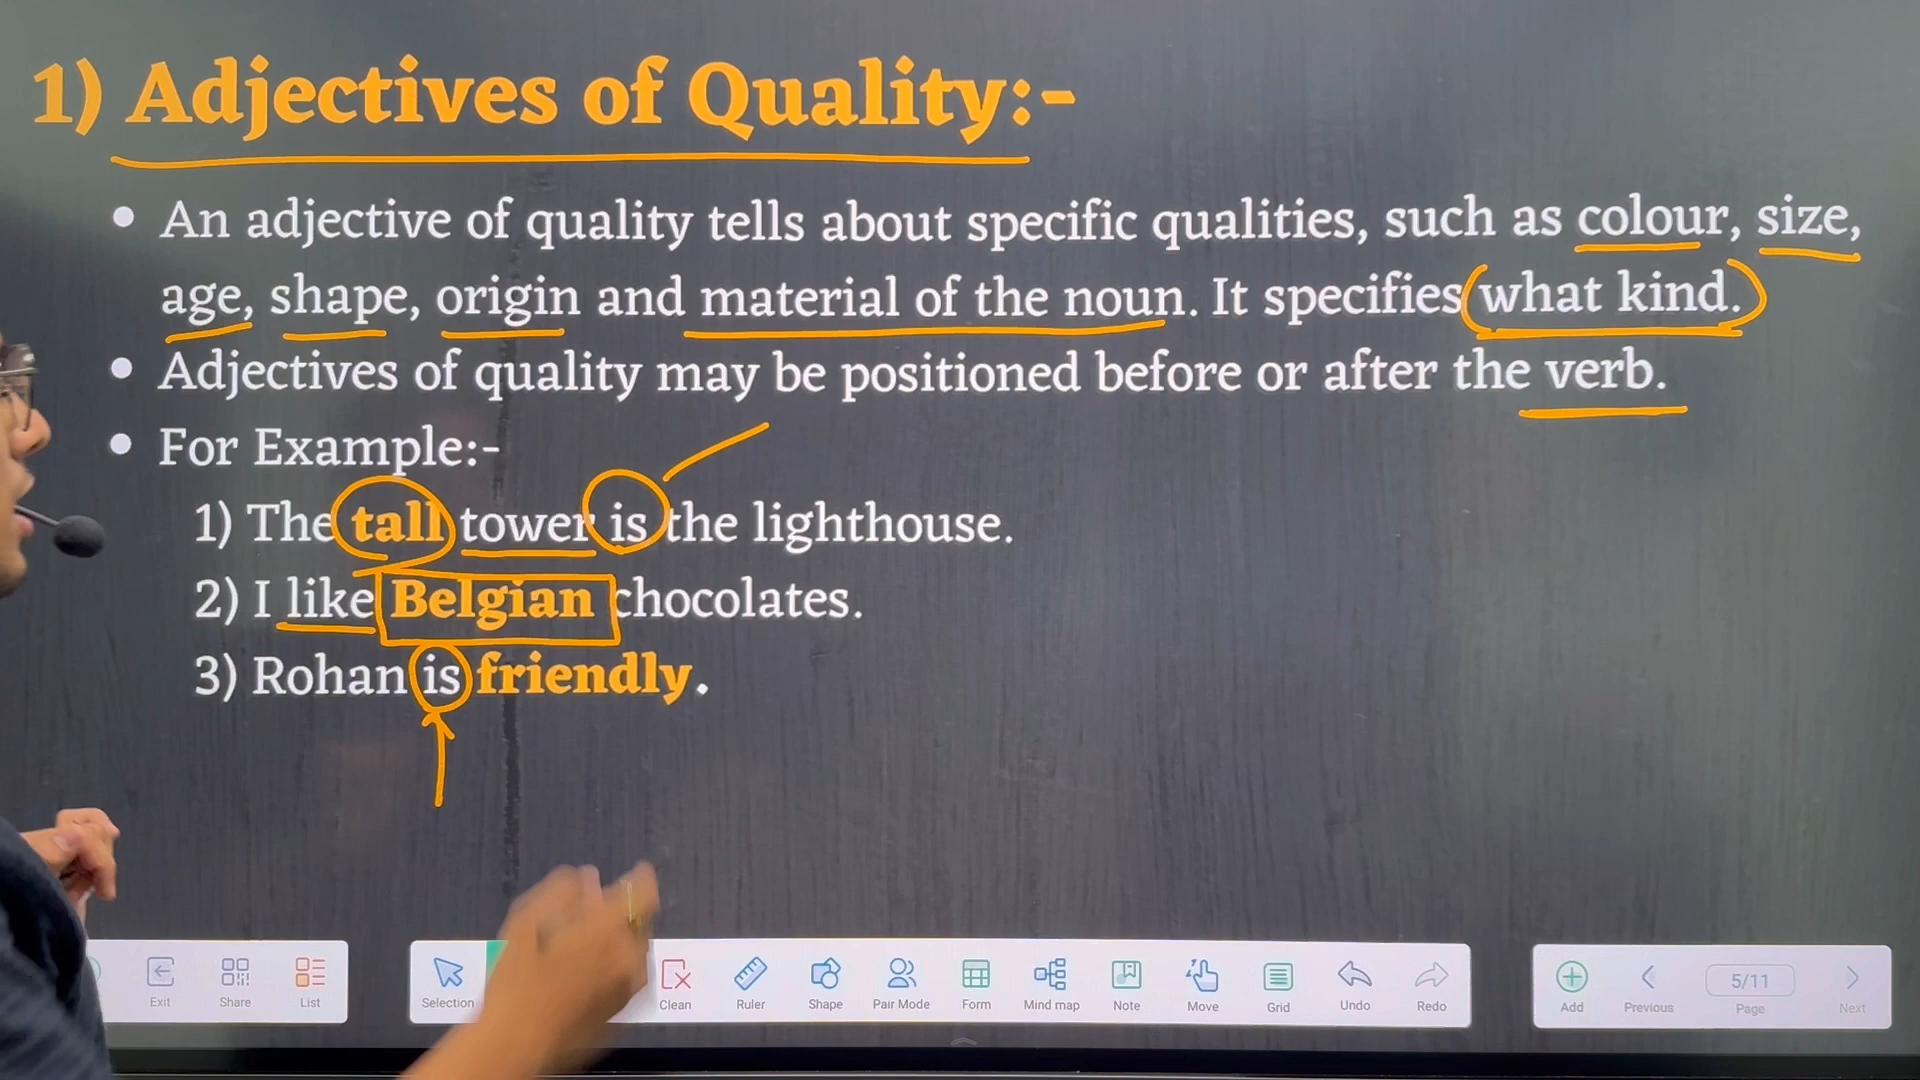 1) Adjectives of Quality:-
• An adjective of quality tells about specific qualities, such as colour, size,
age, shape, origin and material of the noun. It specifies what kind.
• Adjectives of quality may be positioned before or after the verb.
• For Example:-
1) The tall tower is the lighthouse.
2) I like Belgian chocolates.
3) Rohan is friendly.
Exit Share List Selection Clean Ruler Shape Pair Mode Form Mind map Note Move Grid Undo Redo Add Previous 5/11 Page Next